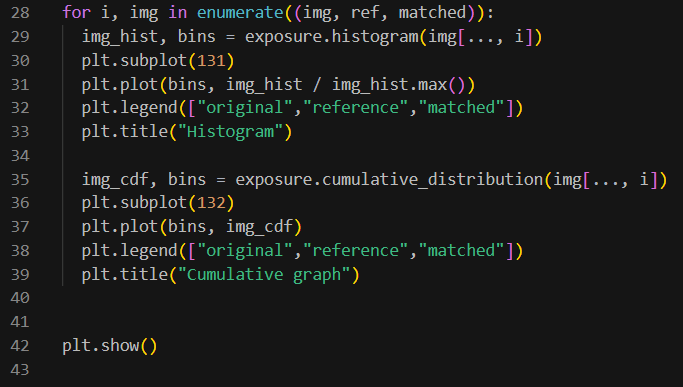 28 for i, img in enumerate((img, ref, matched)):
29 img_hist, bins = exposure.histogram(img[..., i])
30 plt.subplot(131)
31 plt.plot(bins, img_hist / img_hist.max())
32 plt.legend(["original","reference","matched"])
33 plt.title("Histogram")
34
35 img_cdf, bins = exposure.cumulative_distribution(img[..., i])
36 plt.subplot(132)
37 plt.plot(bins, img_cdf)
38 plt.legend(["original","reference","matched"])
39 plt.title("Cumulative graph")
40
41
42 plt.show()
43